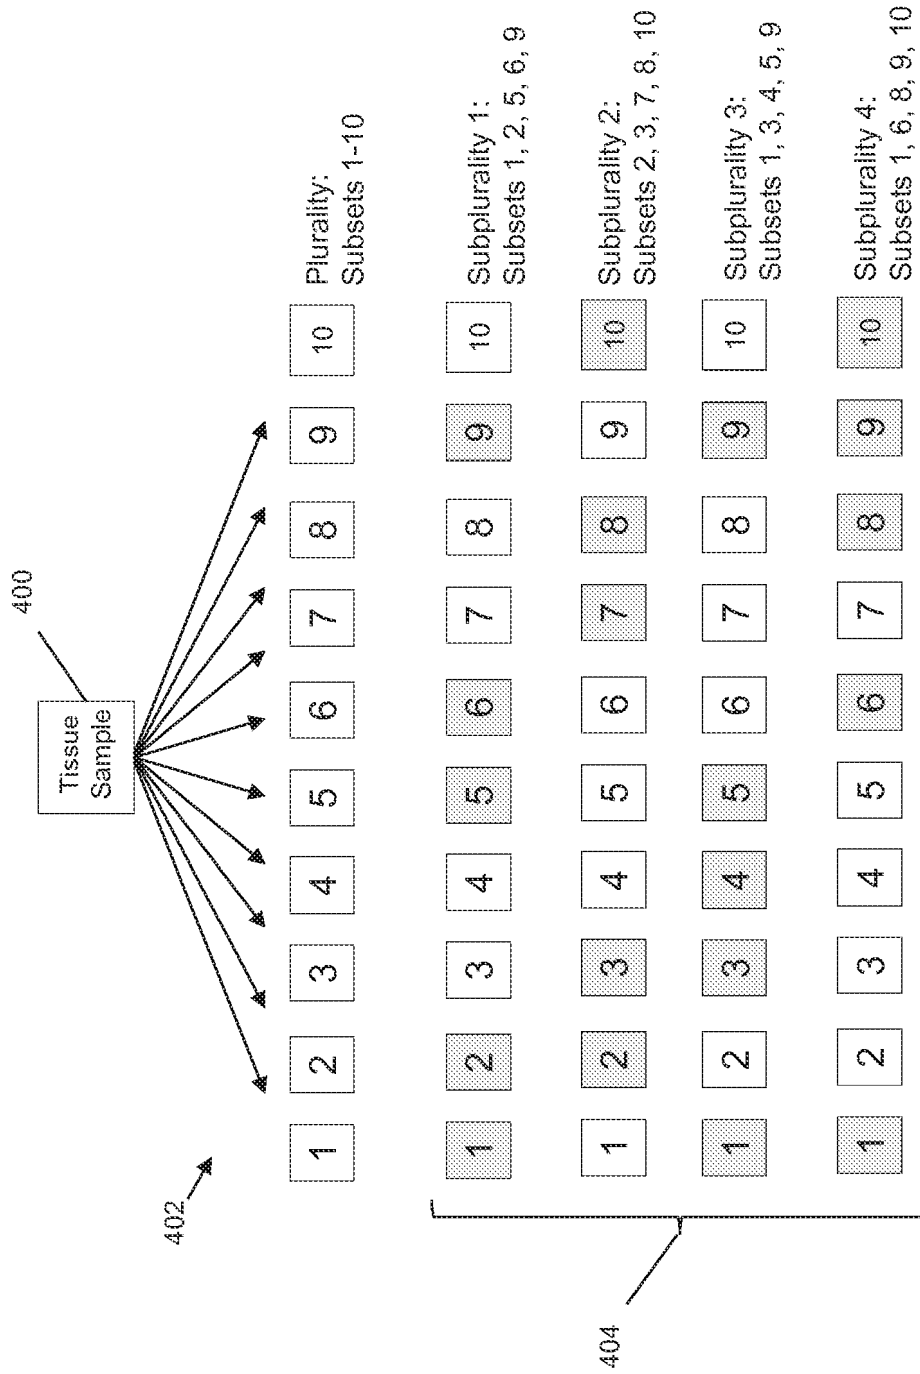 400
Tissue
Sample
402
1 2 3 4 5 6 7 8 9 10
Plurality:
Subsets 1-10
1 2 3 4 5 6 7 8 9 10
Subplurality 1:
Subsets 1, 2, 5, 6, 9
1 2 3 4 5 6 7 8 9 10
Subplurality 2:
Subsets 2, 3, 7, 8, 10
1 2 3 4 5 6 7 8 9 10
Subplurality 3:
Subsets 1, 3, 4, 5, 9
1 2 3 4 5 6 7 8 9 10
Subplurality 4:
Subsets 1, 6, 8, 9, 10
404